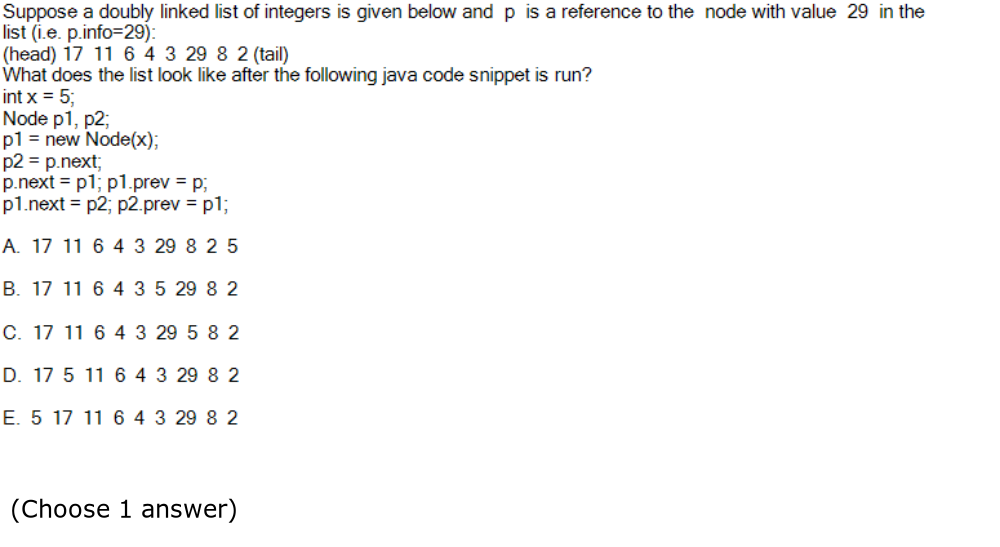 Suppose a doubly linked list of integers is given below and p is a reference to the node with value 29 in the
list (i.e. p.info=29):
(head) 17 11 6 4 3 29 8 2 (tail)
What does the list look like after the following java code snippet is run?
int x = 5;
Node p1, p2;
p1 = new Node(x);
p2 = p.next;
p.next = p1; p1.prev = p;
p1.next = p2; p2.prev = p1;
A. 17 11 6 4 3 29 8 2 5
B. 17 11 6 4 3 5 29 8 2
C. 17 11 6 4 3 29 5 8 2
D. 17 5 11 6 4 3 29 8 2
E. 5 17 11 6 4 3 29 8 2
(Choose 1 answer)